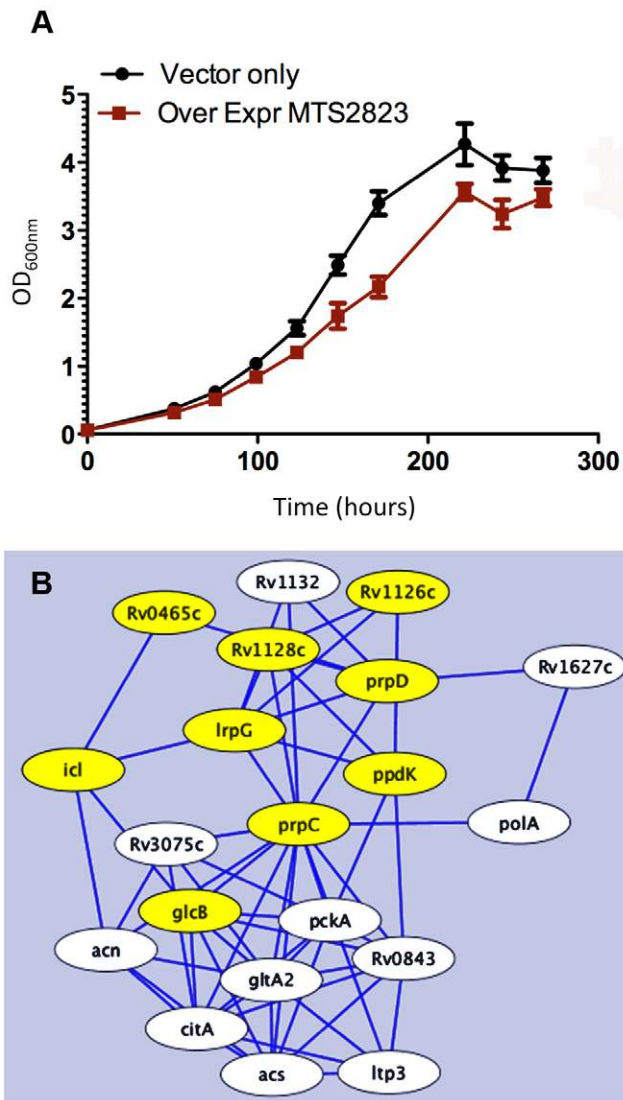 A
Vector only
Over Expr MTS2823
5
4
3
2
1
0
OD600nm
0 100 200 300
Time (hours)
B
Rv1132
Rv0465c
Rv1126c
Rv1128c
Rv1627c
prpD
lrpG
icl
ppdK
prpC
polA
Rv3075c
glcB
pckA
acn
Rv0843
gltA2
citA
acs
ltp3